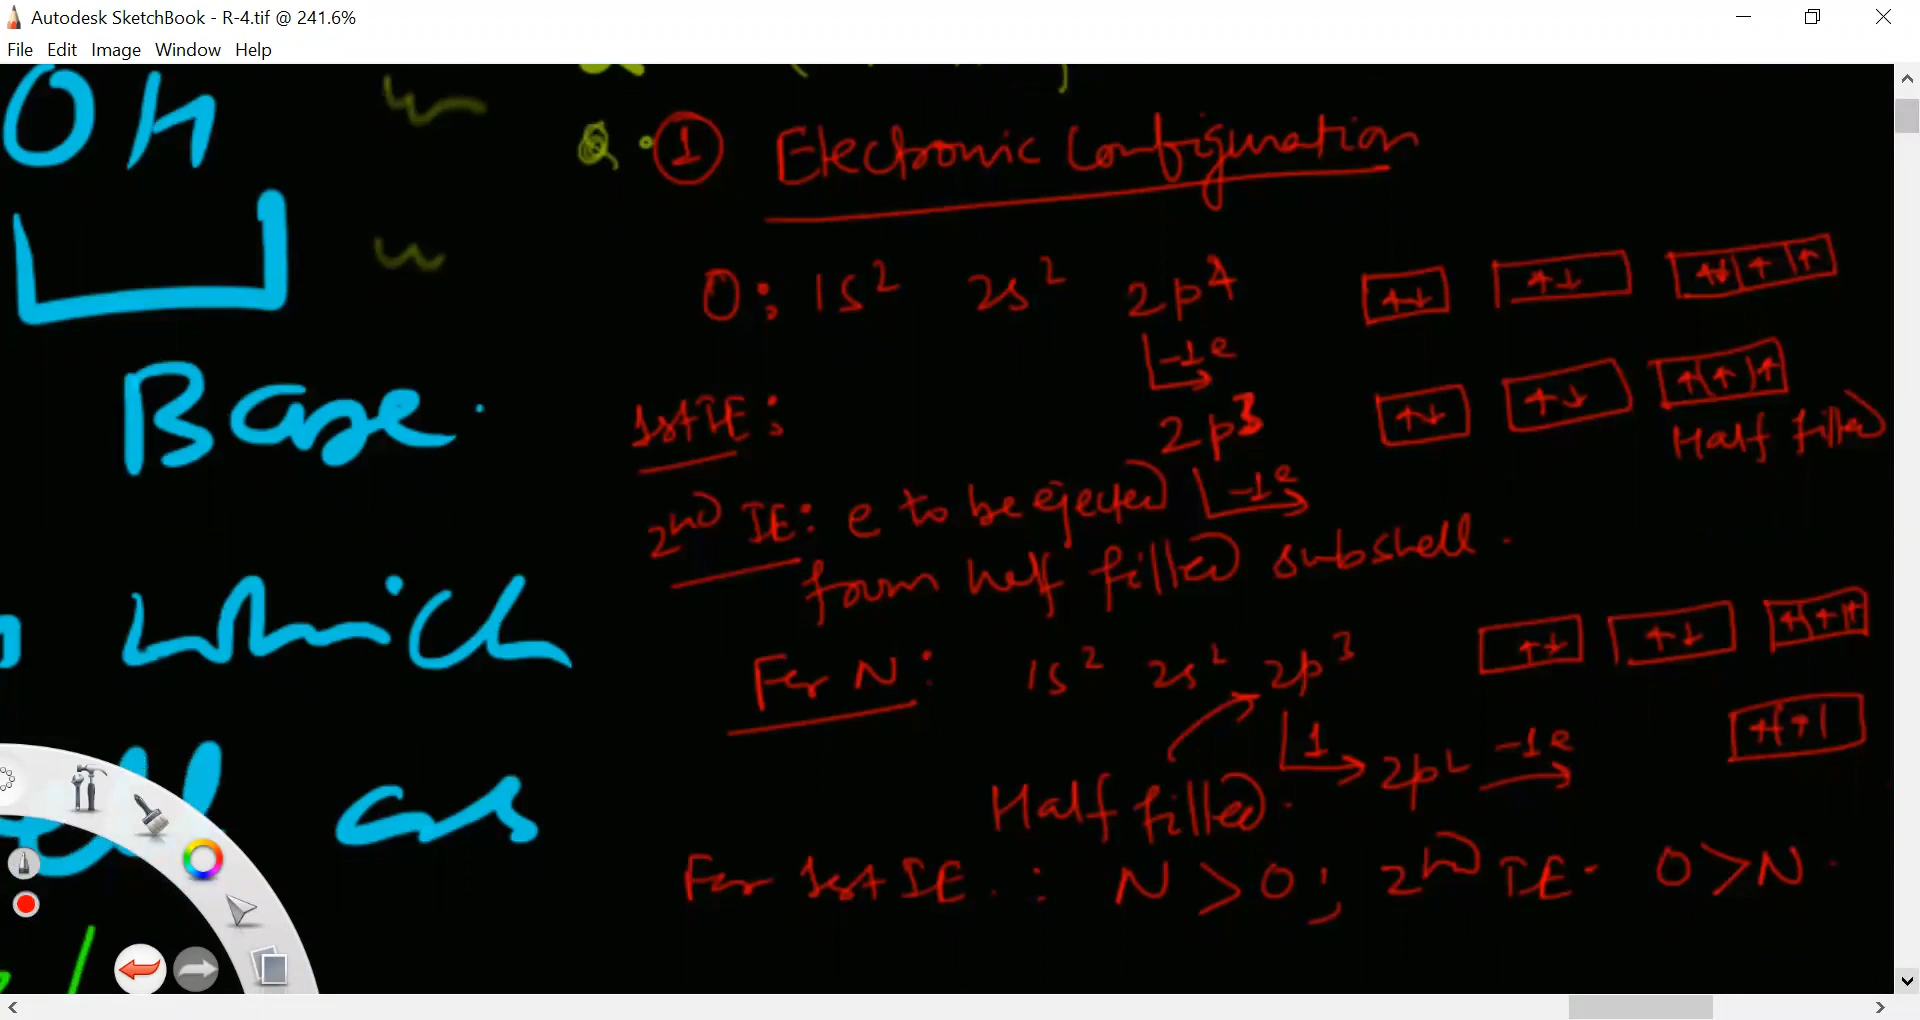 Autodesk SketchBook - R-4.tif @ 241.6%
File Edit Image Window Help
OH
Base.
which
as
1 Electronic Configuration
O; 1s² 2s² 2p⁴
-1e
1st IE: 2p³
Half filled
2nd IE: e to be ejected -1e
from half filled subshell.
For N: 1s² 2s² 2p³
1 2p² -1e
Half filled.
For 1st IE.: N > O; 2nd IE. O > N.